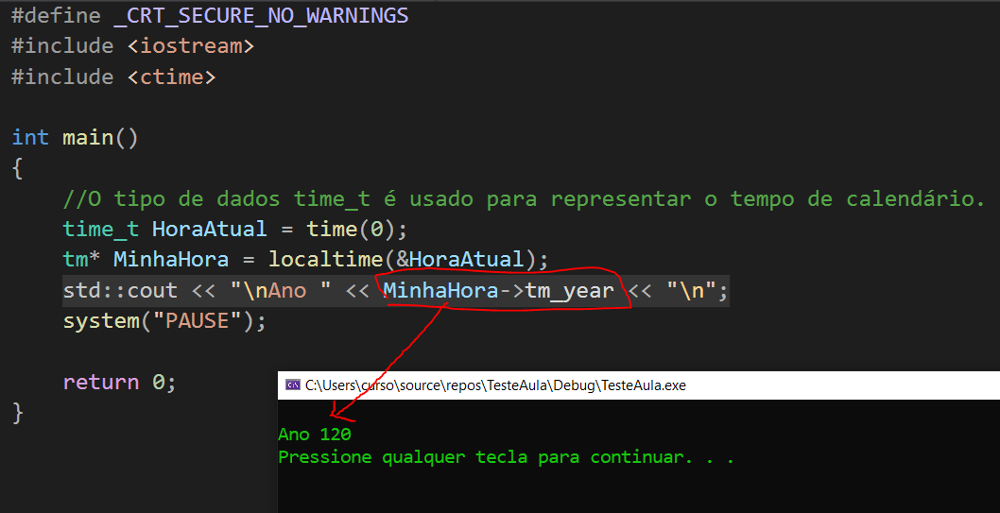 #define _CRT_SECURE_NO_WARNINGS
#include <iostream>
#include <ctime>
int main()
{
//O tipo de dados time_t é usado para representar o tempo de calendário.
time_t HoraAtual = time(0);
tm* MinhaHora = localtime(&HoraAtual);
std::cout << "\nAno " << MinhaHora->tm_year << "\n";
system("PAUSE");
return 0;
}
C:\Users\curso\source\repos\TesteAula\Debug\TesteAula.exe
Ano 120
Pressione qualquer tecla para continuar. . .